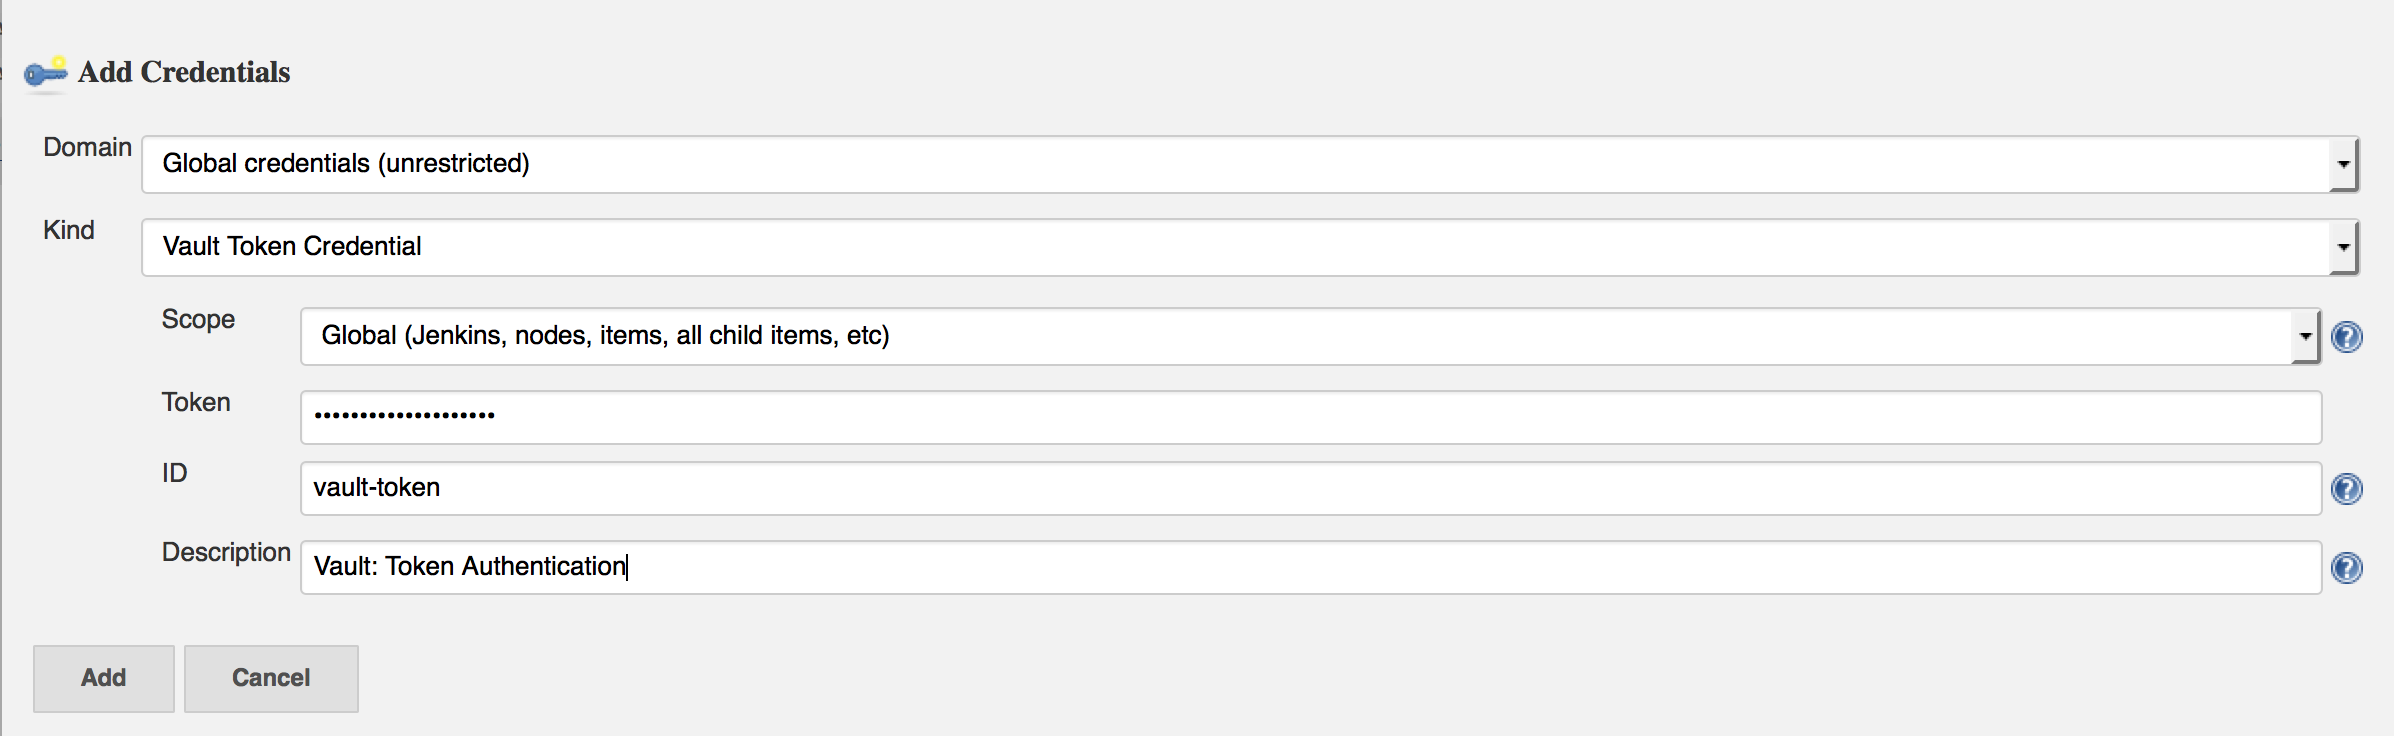 Add Credentials
Domain
Global credentials (unrestricted)
Kind
Vault Token Credential
Scope
Global (Jenkins, nodes, items, all child items, etc)
Token
••••••••••••••••••••
ID
vault-token
Description
Vault: Token Authentication
Add
Cancel